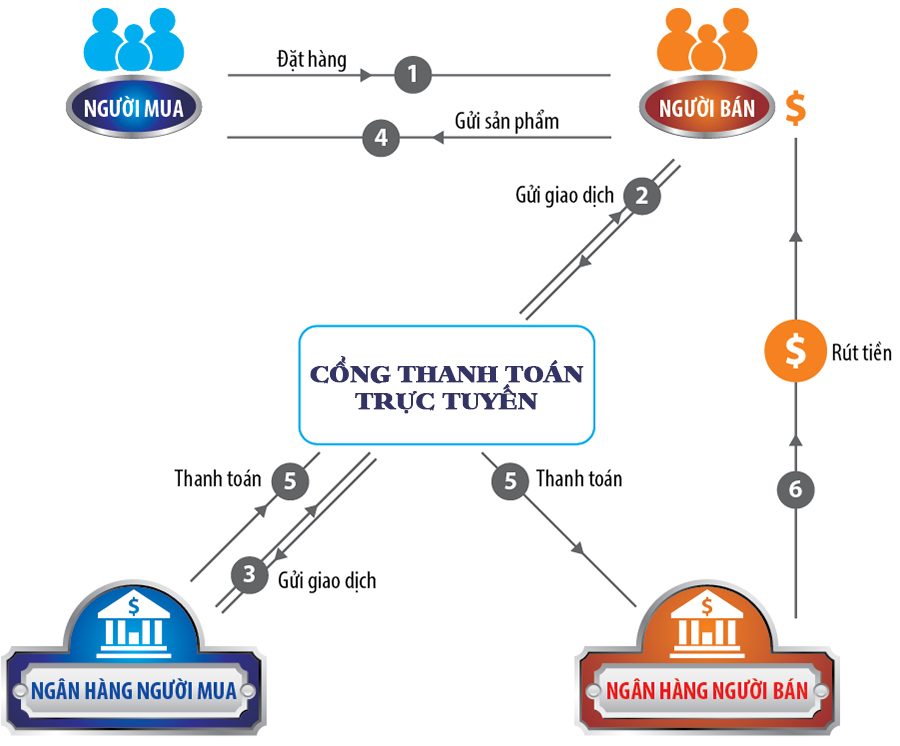 Đặt hàng
1
NGƯỜI MUA
NGƯỜI BÁN
$
4
Gửi sản phẩm
Gửi giao dịch
2
CỔNG THANH TOÁN
TRỰC TUYẾN
$
Rút tiền
Thanh toán
5
5
Thanh toán
6
3
Gửi giao dịch
$
NGÂN HÀNG NGƯỜI MUA
$
NGÂN HÀNG NGƯỜI BÁN